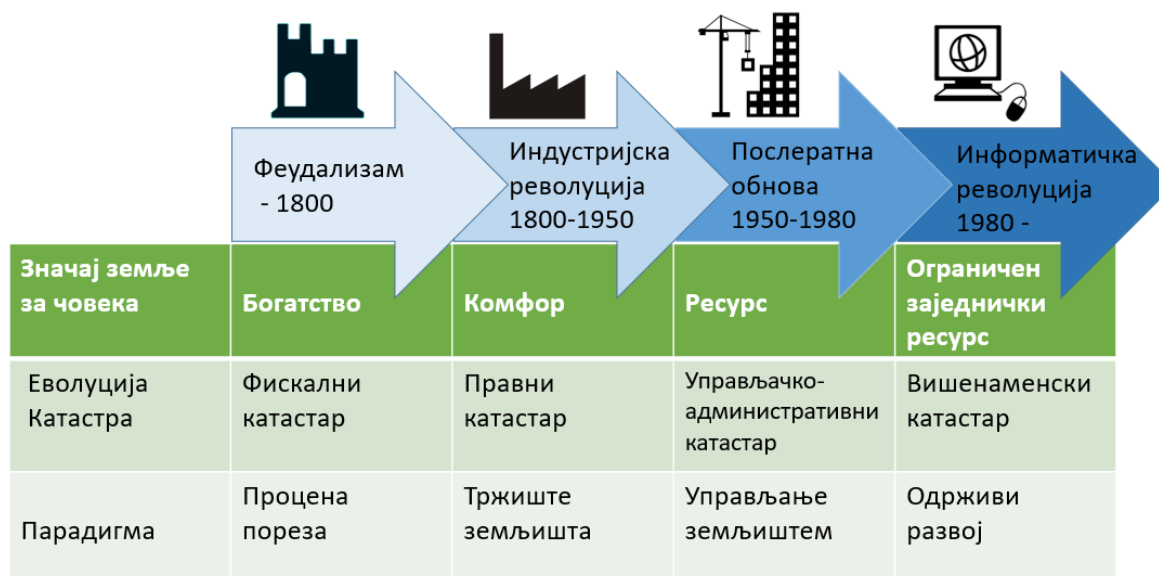 Феудализам
- 1800
Индустријска
револуција
1800-1950
Послератна
обнова
1950-1980
Информатичка
револуција
1980 -
Значај земље
за човека
Богатство
Комфор
Ресурс
Ограничен
заједнички
ресурс
Еволуција
Катастра
Фискални
катастар
Правни
катастар
Управљачко-
административни
катастар
Вишенаменски
катастар
Парадигма
Процена
пореза
Тржиште
земљишта
Управљање
земљиштем
Одрживи
развој